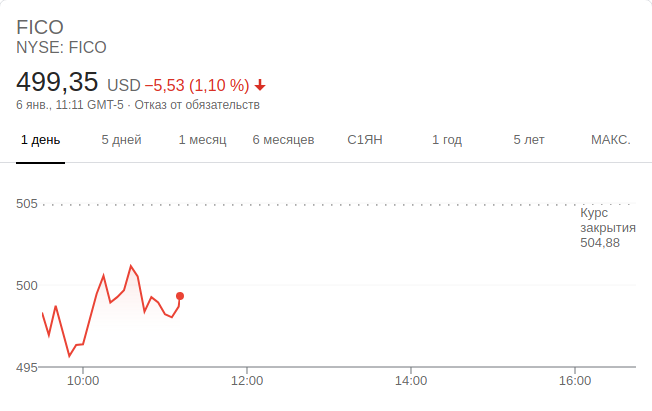 FICO
NYSE: FICO
499,35 USD −5,53 (1,10 %)
6 янв., 11:11 GMT-5 · Отказ от обязательств
1 день 5 дней 1 месяц 6 месяцев С1ЯН 1 год 5 лет МАКС.
505
Курс
закрытия
504,88
500
495
10:00 12:00 14:00 16:00